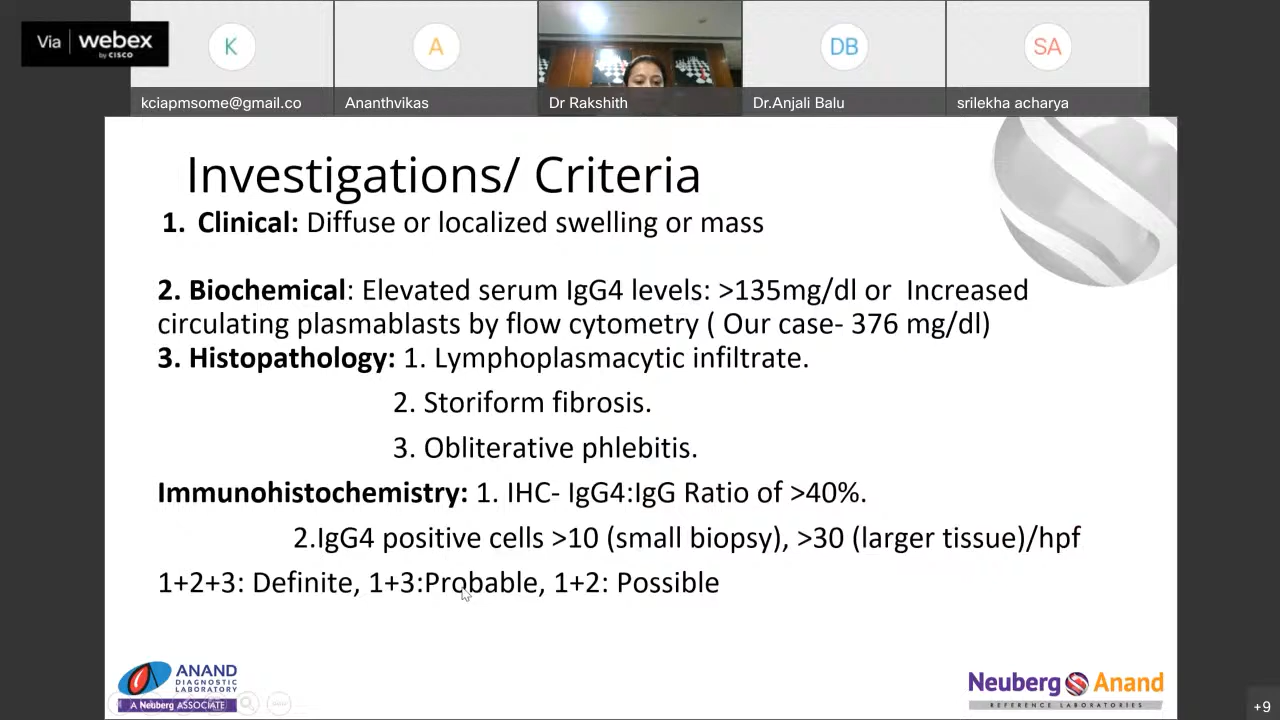 Via | webex
by CISCO
K
A
DB
SA
kciapmsome@gmail.co
Ananthvikas
Dr Rakshith
Dr.Anjali Balu
srilekha acharya
Investigations/ Criteria
1. Clinical: Diffuse or localized swelling or mass
2. Biochemical: Elevated serum IgG4 levels: >135mg/dl or Increased
circulating plasmablasts by flow cytometry ( Our case- 376 mg/dl)
3. Histopathology: 1. Lymphoplasmacytic infiltrate.
2. Storiform fibrosis.
3. Obliterative phlebitis.
Immunohistochemistry: 1. IHC- IgG4:IgG Ratio of >40%.
2.IgG4 positive cells >10 (small biopsy), >30 (larger tissue)/hpf
1+2+3: Definite, 1+3:Probable, 1+2: Possible
ANAND
DIAGNOSTIC
LABORATORY
A Neuberg ASSOCIATE
Neuberg Anand
REFERENCE LABORATORIES
+9